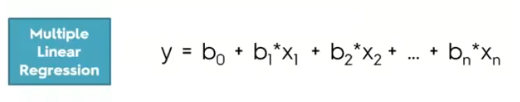 Multiple
Linear
Regression
y = b₀ + b₁*x₁ + b₂*x₂ + ... + bₙ*xₙ